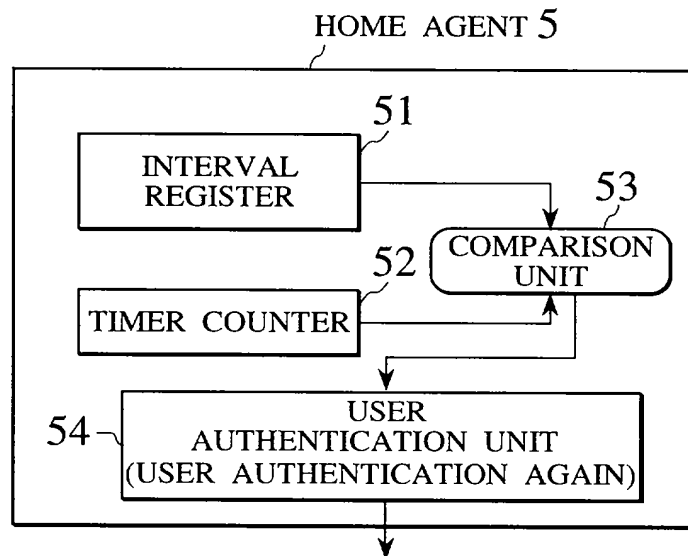 HOME AGENT 5
51
INTERVAL
REGISTER
53
COMPARISON
UNIT
52
TIMER COUNTER
54
USER
AUTHENTICATION UNIT
(USER AUTHENTICATION AGAIN)